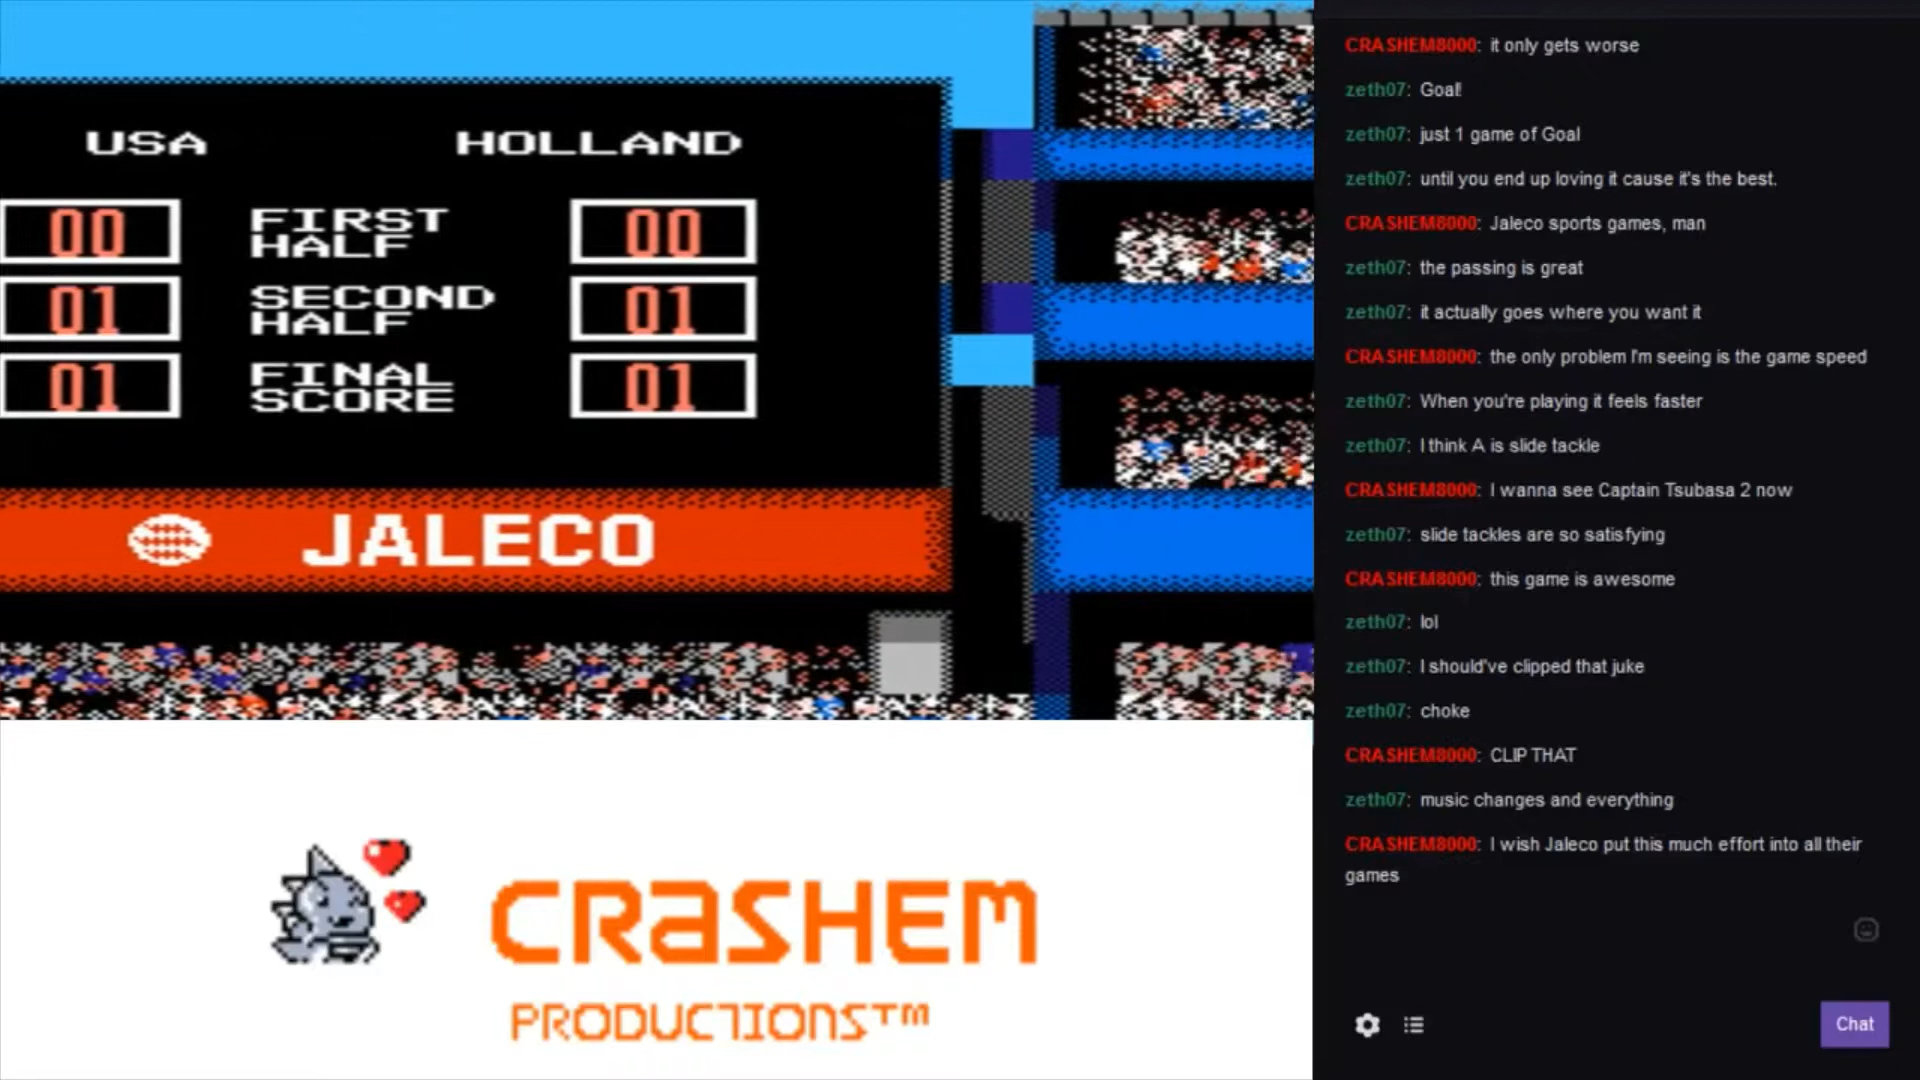 USA HOLLAND
00 FIRST HALF 00
01 SECOND HALF 01
01 FINAL SCORE 01
JALECO
CRaSHEM
PRODUCTIONS™
CRASHEM8000: it only gets worse
zeth07: Goal!
zeth07: just 1 game of Goal
zeth07: until you end up loving it cause it's the best.
CRASHEM8000: Jaleco sports games, man
zeth07: the passing is great
zeth07: it actually goes where you want it
CRASHEM8000: the only problem I'm seeing is the game speed
zeth07: When you're playing it feels faster
zeth07: I think A is slide tackle
CRASHEM8000: I wanna see Captain Tsubasa 2 now
zeth07: slide tackles are so satisfying
CRASHEM8000: this game is awesome
zeth07: lol
zeth07: I should've clipped that juke
zeth07: choke
CRASHEM8000: CLIP THAT
zeth07: music changes and everything
CRASHEM8000: I wish Jaleco put this much effort into all their
games
Chat